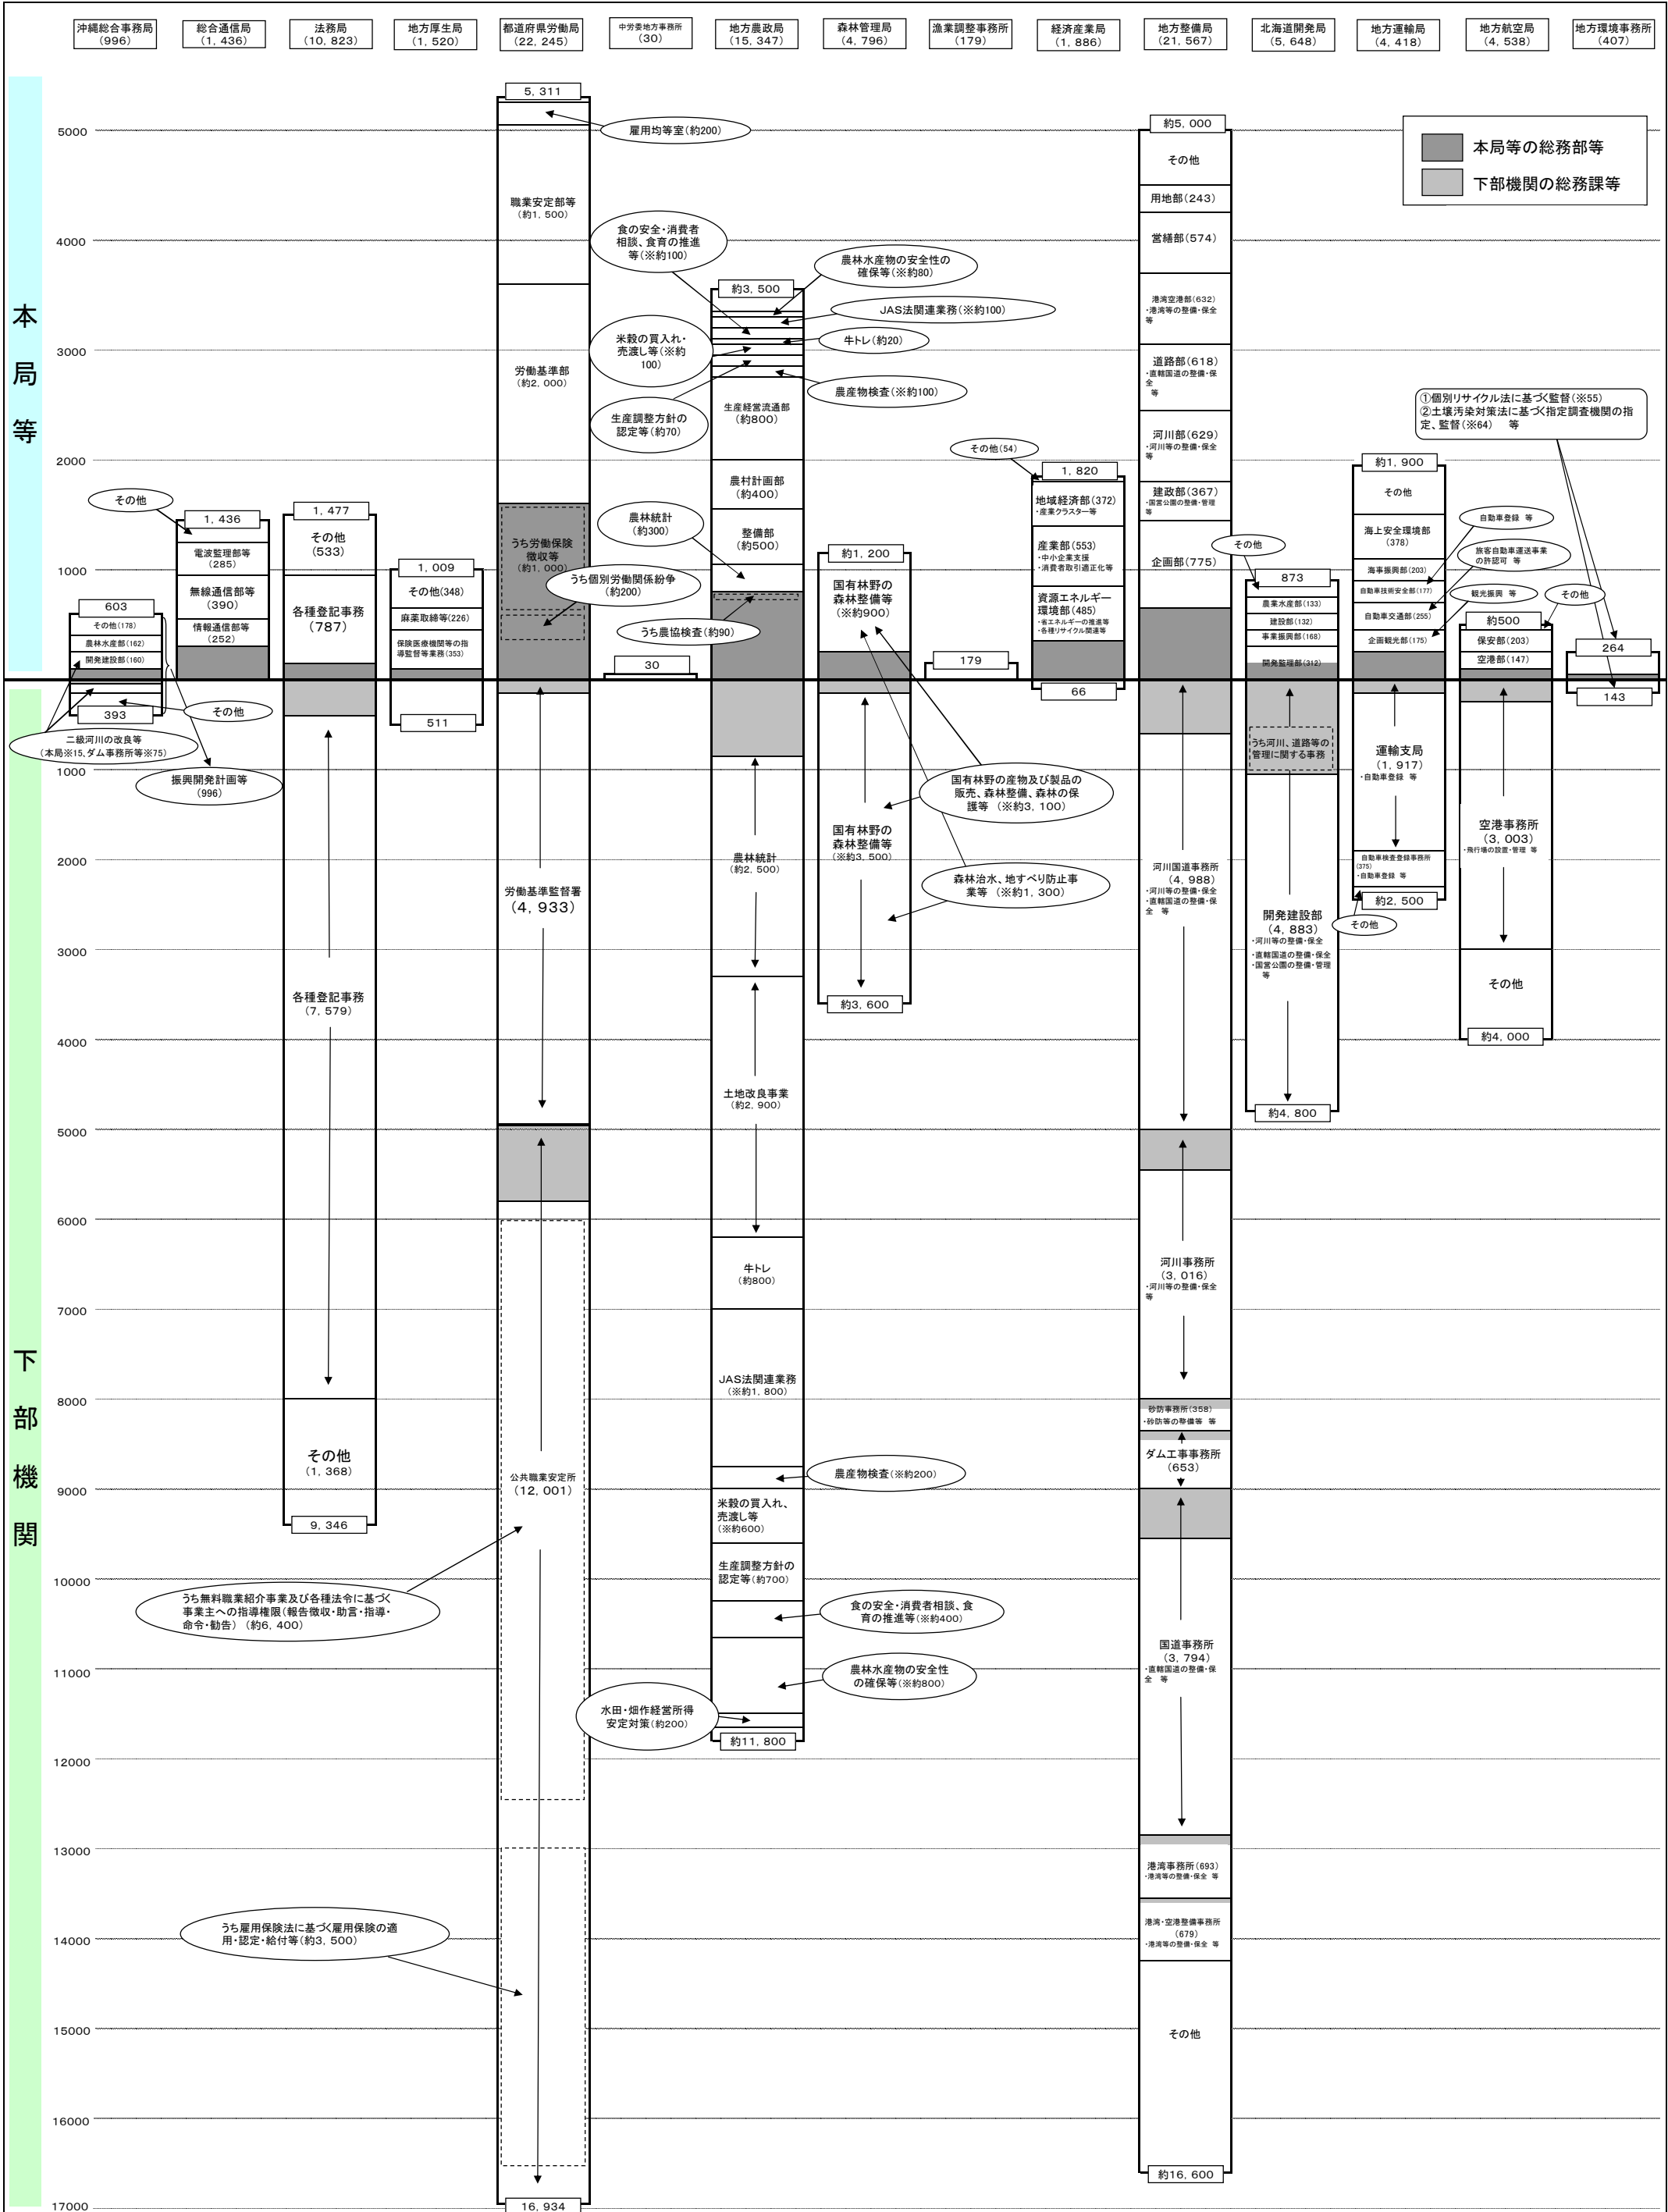 沖縄総合事務局
(996)
総合通信局
(1,436)
法務局
(10,823)
地方厚生局
(1,520)
都道府県労働局
(22,245)
中労委地方事務所
(30)
地方農政局
(15,347)
森林管理局
(4,796)
漁業調整事務所
(179)
経済産業局
(1,886)
地方整備局
(21,567)
北海道開発局
(5,648)
地方運輸局
(4,418)
地方航空局
(4,538)
地方環境事務所
(407)
本局等
下部機関
5000
4000
3000
2000
1000
1000
2000
3000
4000
5000
6000
7000
8000
9000
10000
11000
12000
13000
14000
15000
16000
17000
本局等の総務部等
下部機関の総務課等
603
その他(178)
農林水産部(162)
開発建設部(160)
393
その他
二級河川の改良等
(本局※15、ダム事務所等※75)
振興開発計画等
(996)
その他
1,436
電波監理部等
(285)
無線通信部等
(390)
情報通信部等
(252)
1,477
その他
(533)
各種登記事務
(787)
各種登記事務
(7,579)
その他
(1,368)
9,346
1,009
その他(348)
麻薬取締等(226)
保険医療機関等の指
導監督等業務(353)
511
5,311
雇用均等室(約200)
職業安定部等
(約1,500)
労働基準部
(約2,000)
うち労働保険
徴収等
(約1,000)
うち個別労働関係紛争
(約200)
労働基準監督署
(4,933)
公共職業安定所
(12,001)
うち無料職業紹介事業及び各種法令に基づく
事業主への指導権限(報告徴収・助言・指導・
命令・勧告) (約6,400)
うち雇用保険法に基づく雇用保険の適
用・認定・給付等(約3,500)
16,934
30
約3,500
食の安全・消費者
相談、食育の推進
等(※約100)
農林水産物の安全性の
確保等(※約80)
JAS法関連業務(※約100)
米穀の買入れ・
売渡し等(※約
100)
牛トレ(約20)
生産調整方針の
認定等(約70)
農産物検査(※約100)
生産経営流通部
(約800)
農村計画部
(約400)
整備部
(約500)
農林統計
(約300)
うち農協検査(約90)
農林統計
(約2,500)
土地改良事業
(約2,900)
牛トレ
(約800)
JAS法関連業務
(※約1,800)
農産物検査(※約200)
米穀の買入れ、
売渡し等
(※約600)
生産調整方針の
認定等(約700)
食の安全・消費者相談、食
育の推進等(※約400)
農林水産物の安全性
の確保等(※約800)
水田・畑作経営所得
安定対策(約200)
約11,800
約1,200
国有林野の
森林整備等
(※約900)
国有林野の
森林整備等
(※約3,500)
国有林野の産物及び製品の
販売、森林整備、森林の保
護等 (※約3,100)
森林治水、地すべり防止事
業等 (※約1,300)
約3,600
179
その他(54)
1,820
地域経済部(372)
・産業クラスター等
産業部(553)
・中小企業支援
・消費者取引適正化等
資源エネルギー
環境部(485)
・省エネルギーの推進等
・各種リサイクル関連等
66
約5,000
その他
用地部(243)
営繕部(574)
港湾空港部(632)
・港湾等の整備・保全
等
道路部(618)
・直轄国道の整備・保
全
等
河川部(629)
・河川等の整備・保全
等
建政部(367)
・国営公園の整備・管理
等
企画部(775)
河川国道事務所
(4,988)
・河川等の整備・保全
・直轄国道の整備・保
全 等
河川事務所
(3,016)
・河川等の整備・保全
等
砂防事務所(358)
・砂防等の整備等 等
ダム工事事務所
(653)
国道事務所
(3,794)
・直轄国道の整備・保
全 等
港湾事務所(693)
・港湾等の整備・保全 等
港湾・空港整備事務所
(679)
・港湾等の整備・保全 等
その他
約16,600
その他
873
農業水産部(133)
建設部(132)
事業振興部(168)
開発監理部(312)
うち河川、道路等の
管理に関する事務
開発建設部
(4,883)
・河川等の整備・保全
・直轄国道の整備・保全
・国営公園の整備・管理
等
約4,800
約1,900
その他
海上安全環境部
(378)
海事振興部(203)
自動車技術安全部(177)
自動車交通部(255)
企画観光部(175)
自動車登録 等
旅客自動車運送事業
の許認可 等
観光振興 等
運輸支局
(1,917)
・自動車登録 等
自動車検査登録事務所
(375)
・自動車登録 等
約2,500
その他
その他
約500
保安部(203)
空港部(147)
空港事務所
(3,003)
・飛行場の設置・管理 等
その他
約4,000
①個別リサイクル法に基づく監督(※55)
②土壌汚染対策法に基づく指定調査機関の指
定、監督(※64) 等
264
143